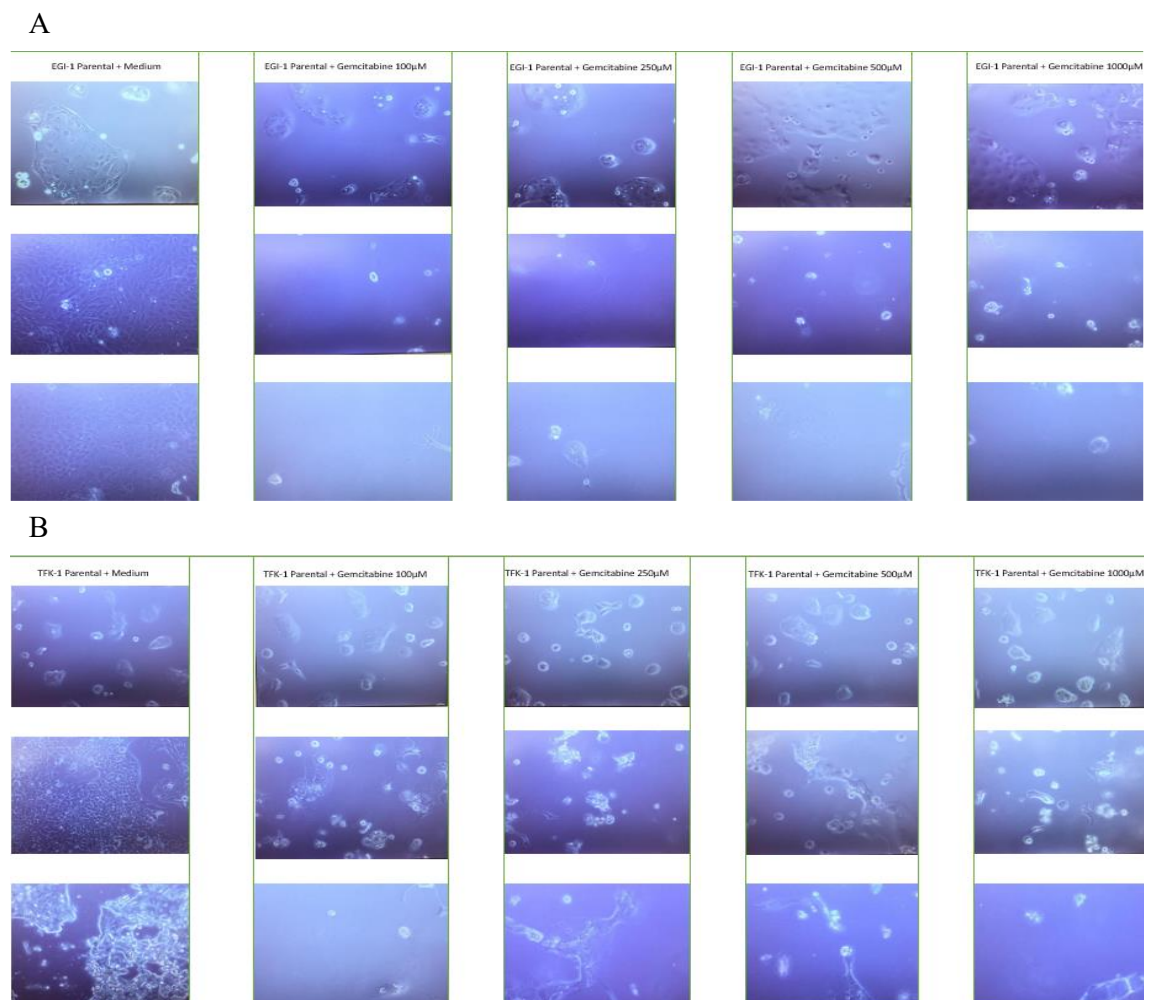 A
EGI-1 Parental + Medium
EGI-1 Parental + Gemcitabine 100μM
EGI-1 Parental + Gemcitabine 250μM
EGI-1 Parental + Gemcitabine 500μM
EGI-1 Parental + Gemcitabine 1000μM
B
TFK-1 Parental + Medium
TFK-1 Parental + Gemcitabine 100μM
TFK-1 Parental + Gemcitabine 250μM
TFK-1 Parental + Gemcitabine 500μM
TFK-1 Parental + Gemcitabine 1000μM